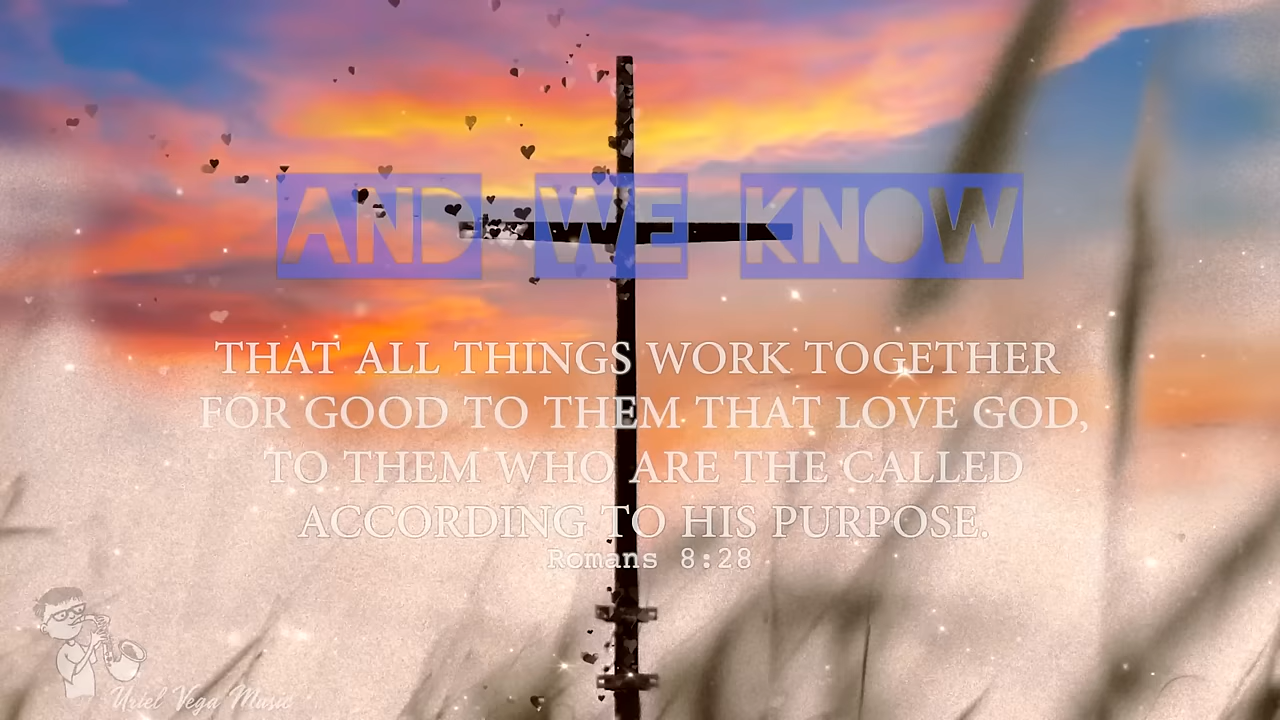 AND WE KNOW
THAT ALL THINGS WORK TOGETHER
FOR GOOD TO THEM THAT LOVE GOD,
TO THEM WHO ARE THE CALLED
ACCORDING TO HIS PURPOSE.
Romans 8:28
Uriel Vega Music